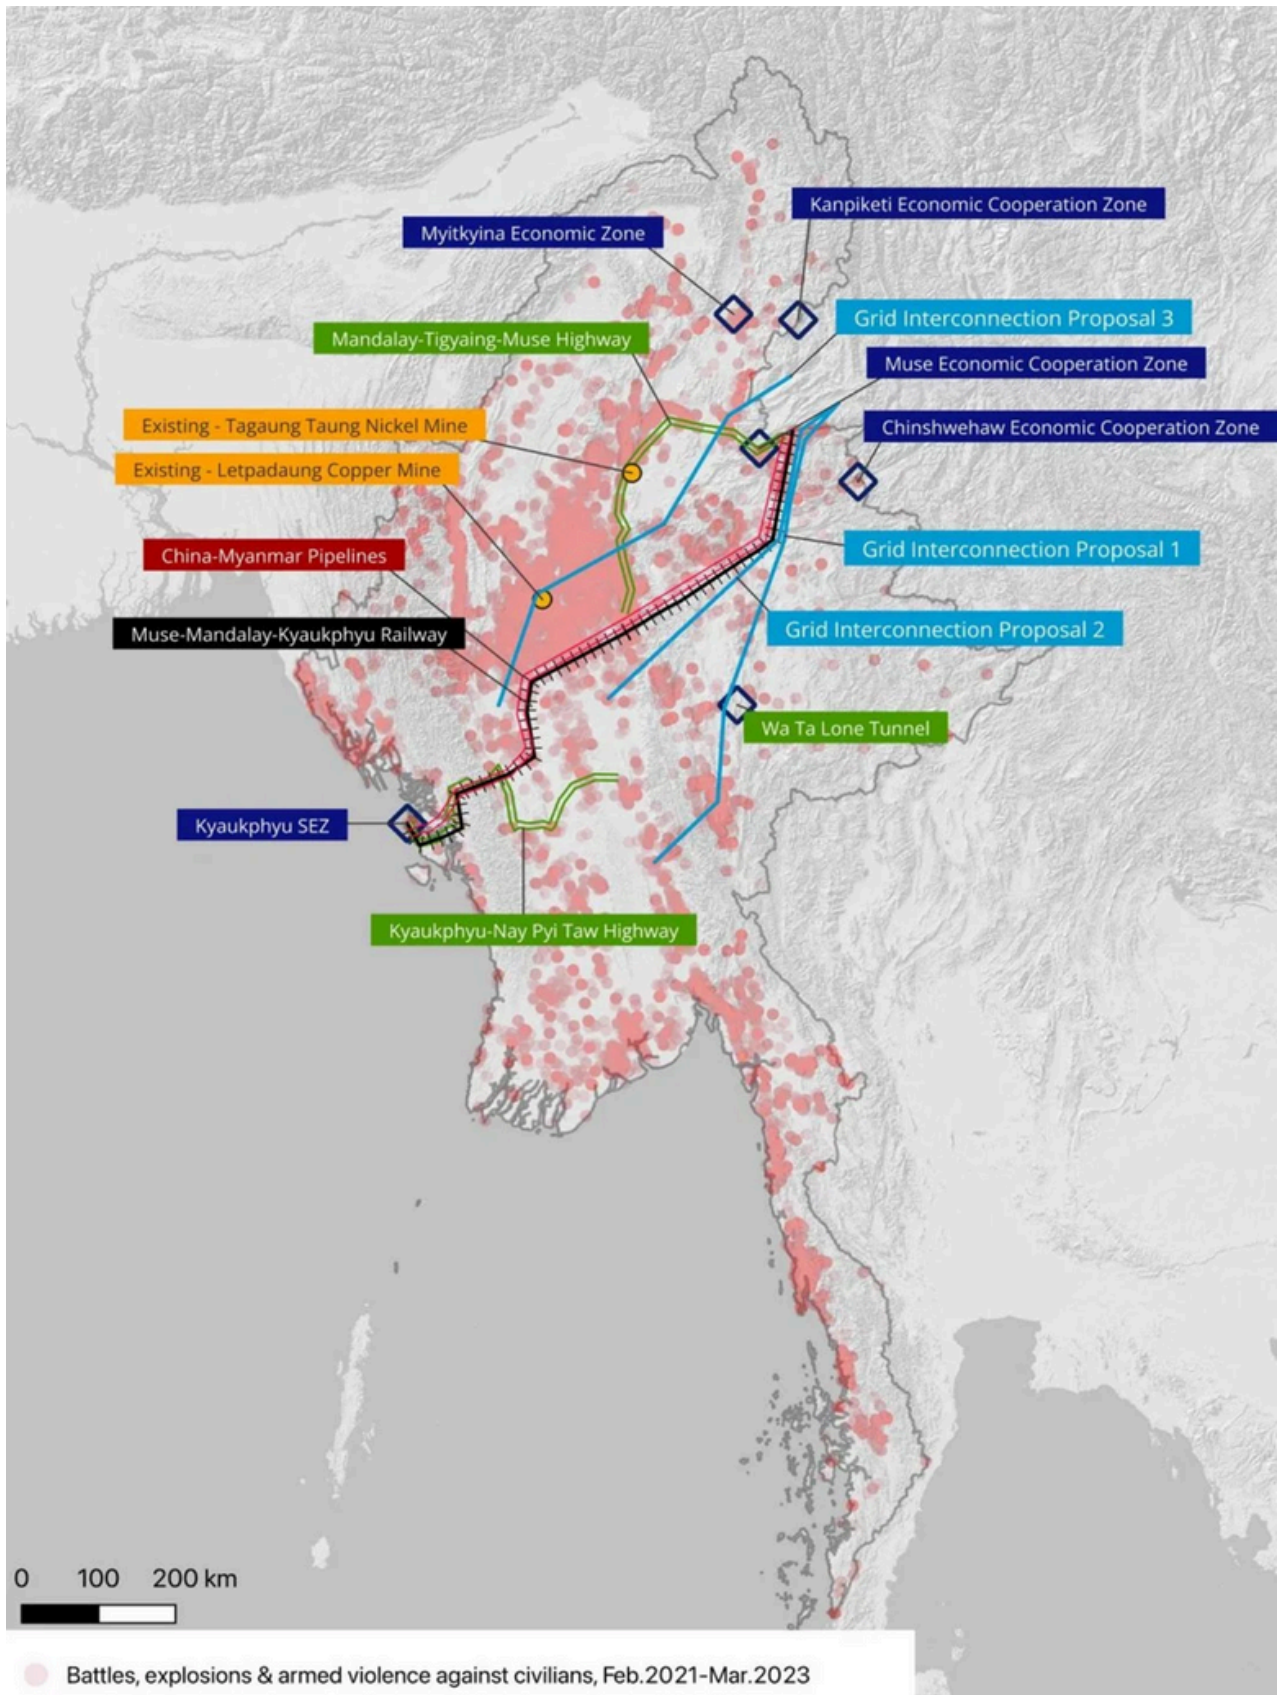 Kanpiketi Economic Cooperation Zone
Myitkyina Economic Zone
Grid Interconnection Proposal 3
Mandalay-Tigyaing-Muse Highway
Muse Economic Cooperation Zone
Existing - Tagaung Taung Nickel Mine
Chinshwehaw Economic Cooperation Zone
Existing - Letpadaung Copper Mine
China-Myanmar Pipelines
Grid Interconnection Proposal 1
Muse-Mandalay-Kyaukphyu Railway
Grid Interconnection Proposal 2
Wa Ta Lone Tunnel
Kyaukphyu SEZ
Kyaukphyu-Nay Pyi Taw Highway
0 100 200 km
Battles, explosions & armed violence against civilians, Feb.2021-Mar.2023